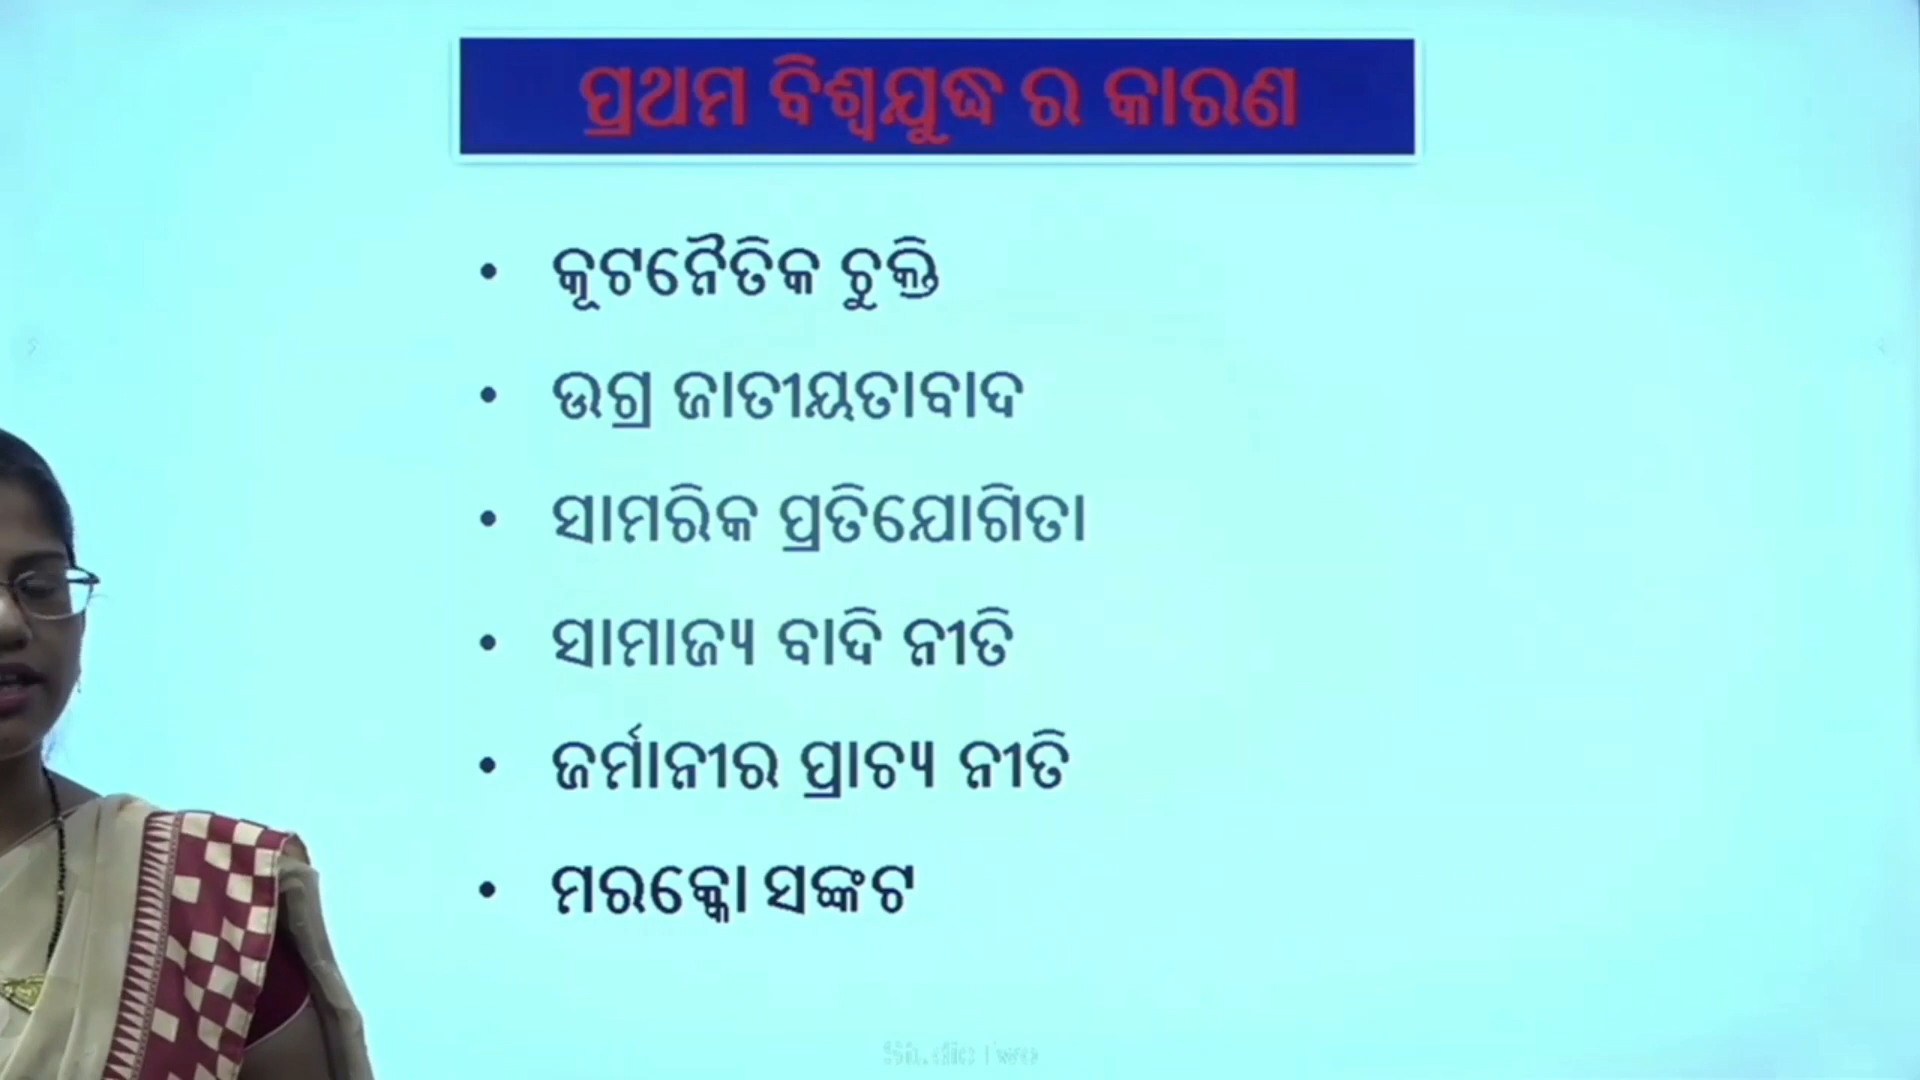 ପ୍ରଥମ ବିଶ୍ୱଯୁଦ୍ଧ ର କାରଣ
• କୂଟନୈତିକ ଚୁକ୍ତି
• ଉଗ୍ର ଜାତୀୟତାବାଦ
• ସାମରିକ ପ୍ରତିଯୋଗିତା
• ସାମାଜ୍ୟ ବାଦି ନୀତି
• ଜର୍ମାନୀର ପ୍ରାଚ୍ୟ ନୀତି
• ମରକ୍କୋ ସଙ୍କଟ